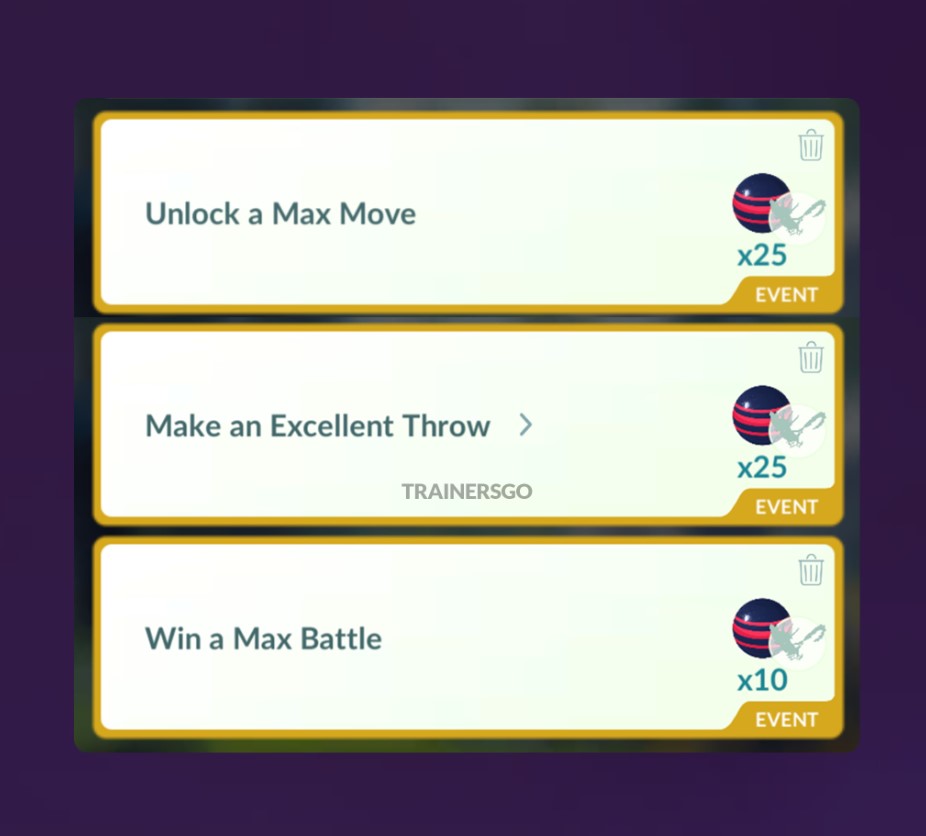 Unlock a Max Move
x25
EVENT
Make an Excellent Throw >
x25
TRAINERSGO
EVENT
Win a Max Battle
x10
EVENT